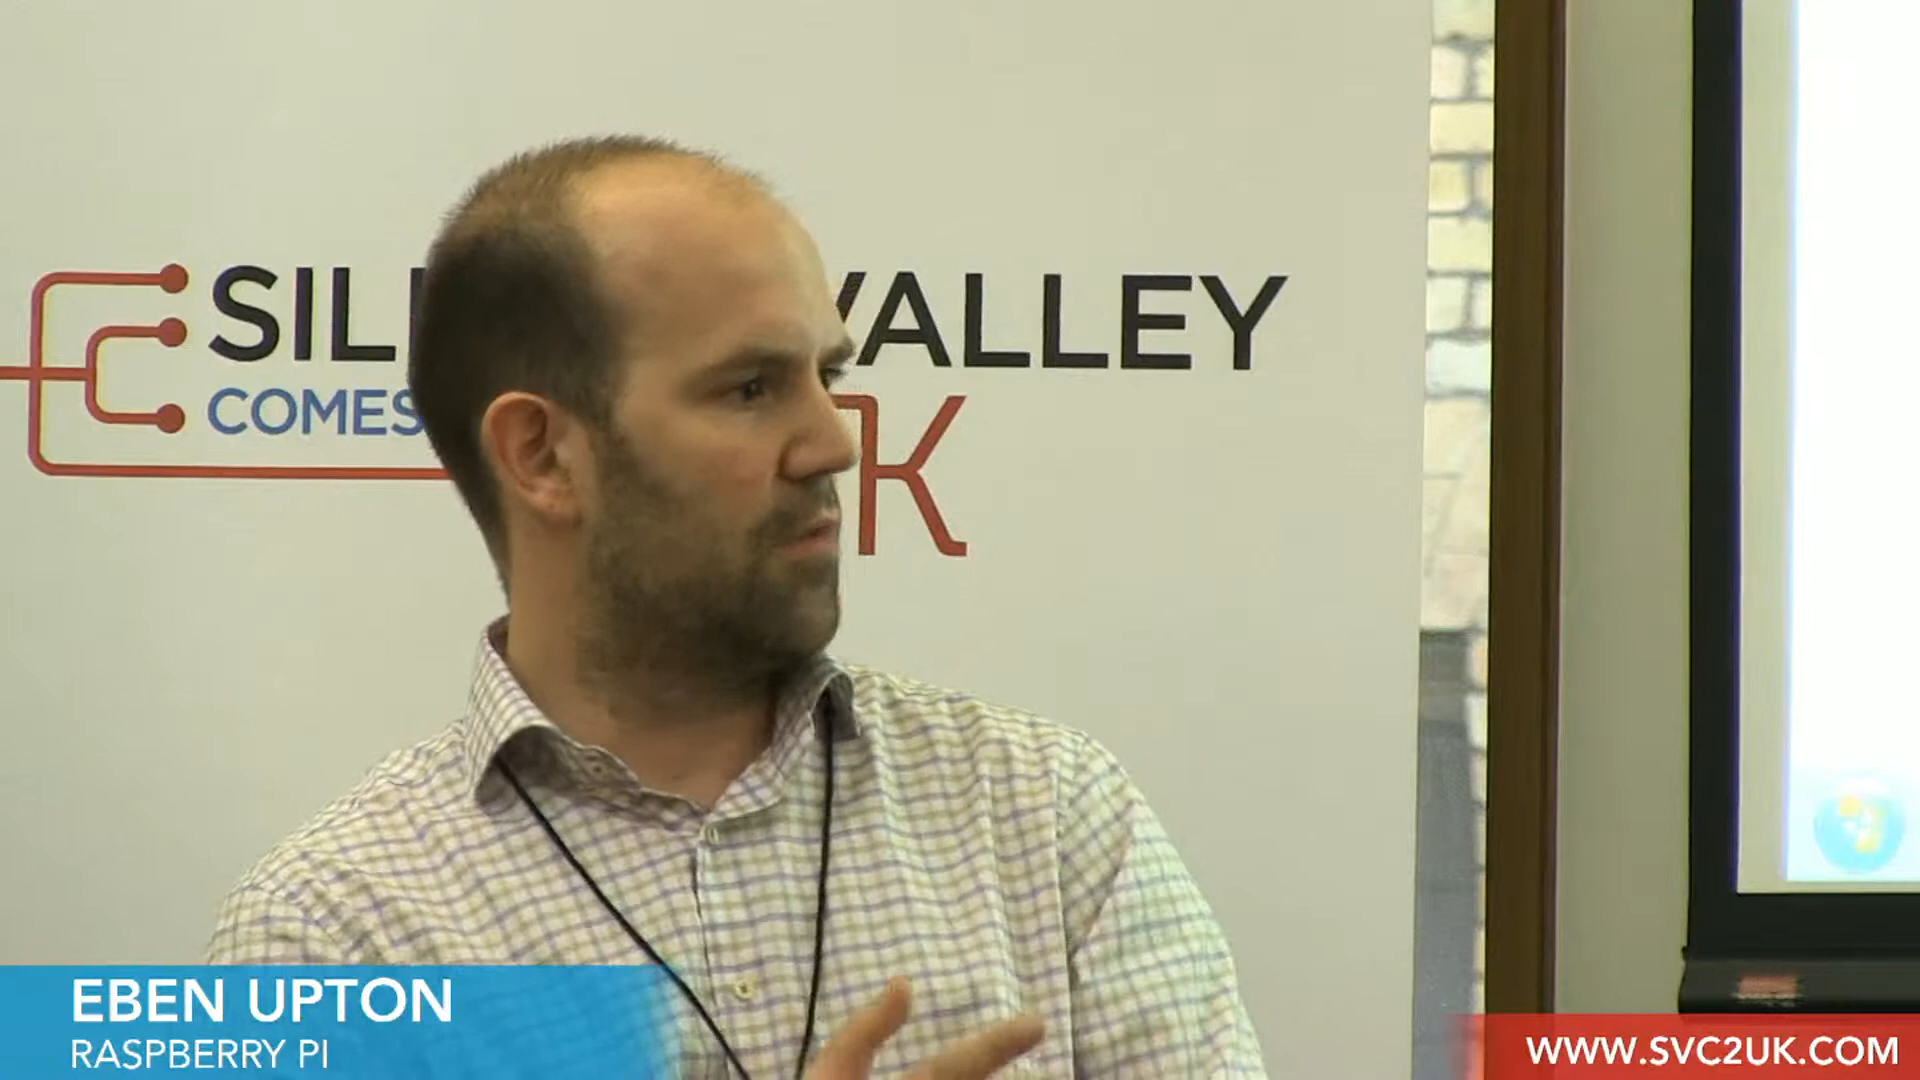 SIL VALLEY
COMES K
EBEN UPTON
RASPBERRY PI
WWW.SVC2UK.COM